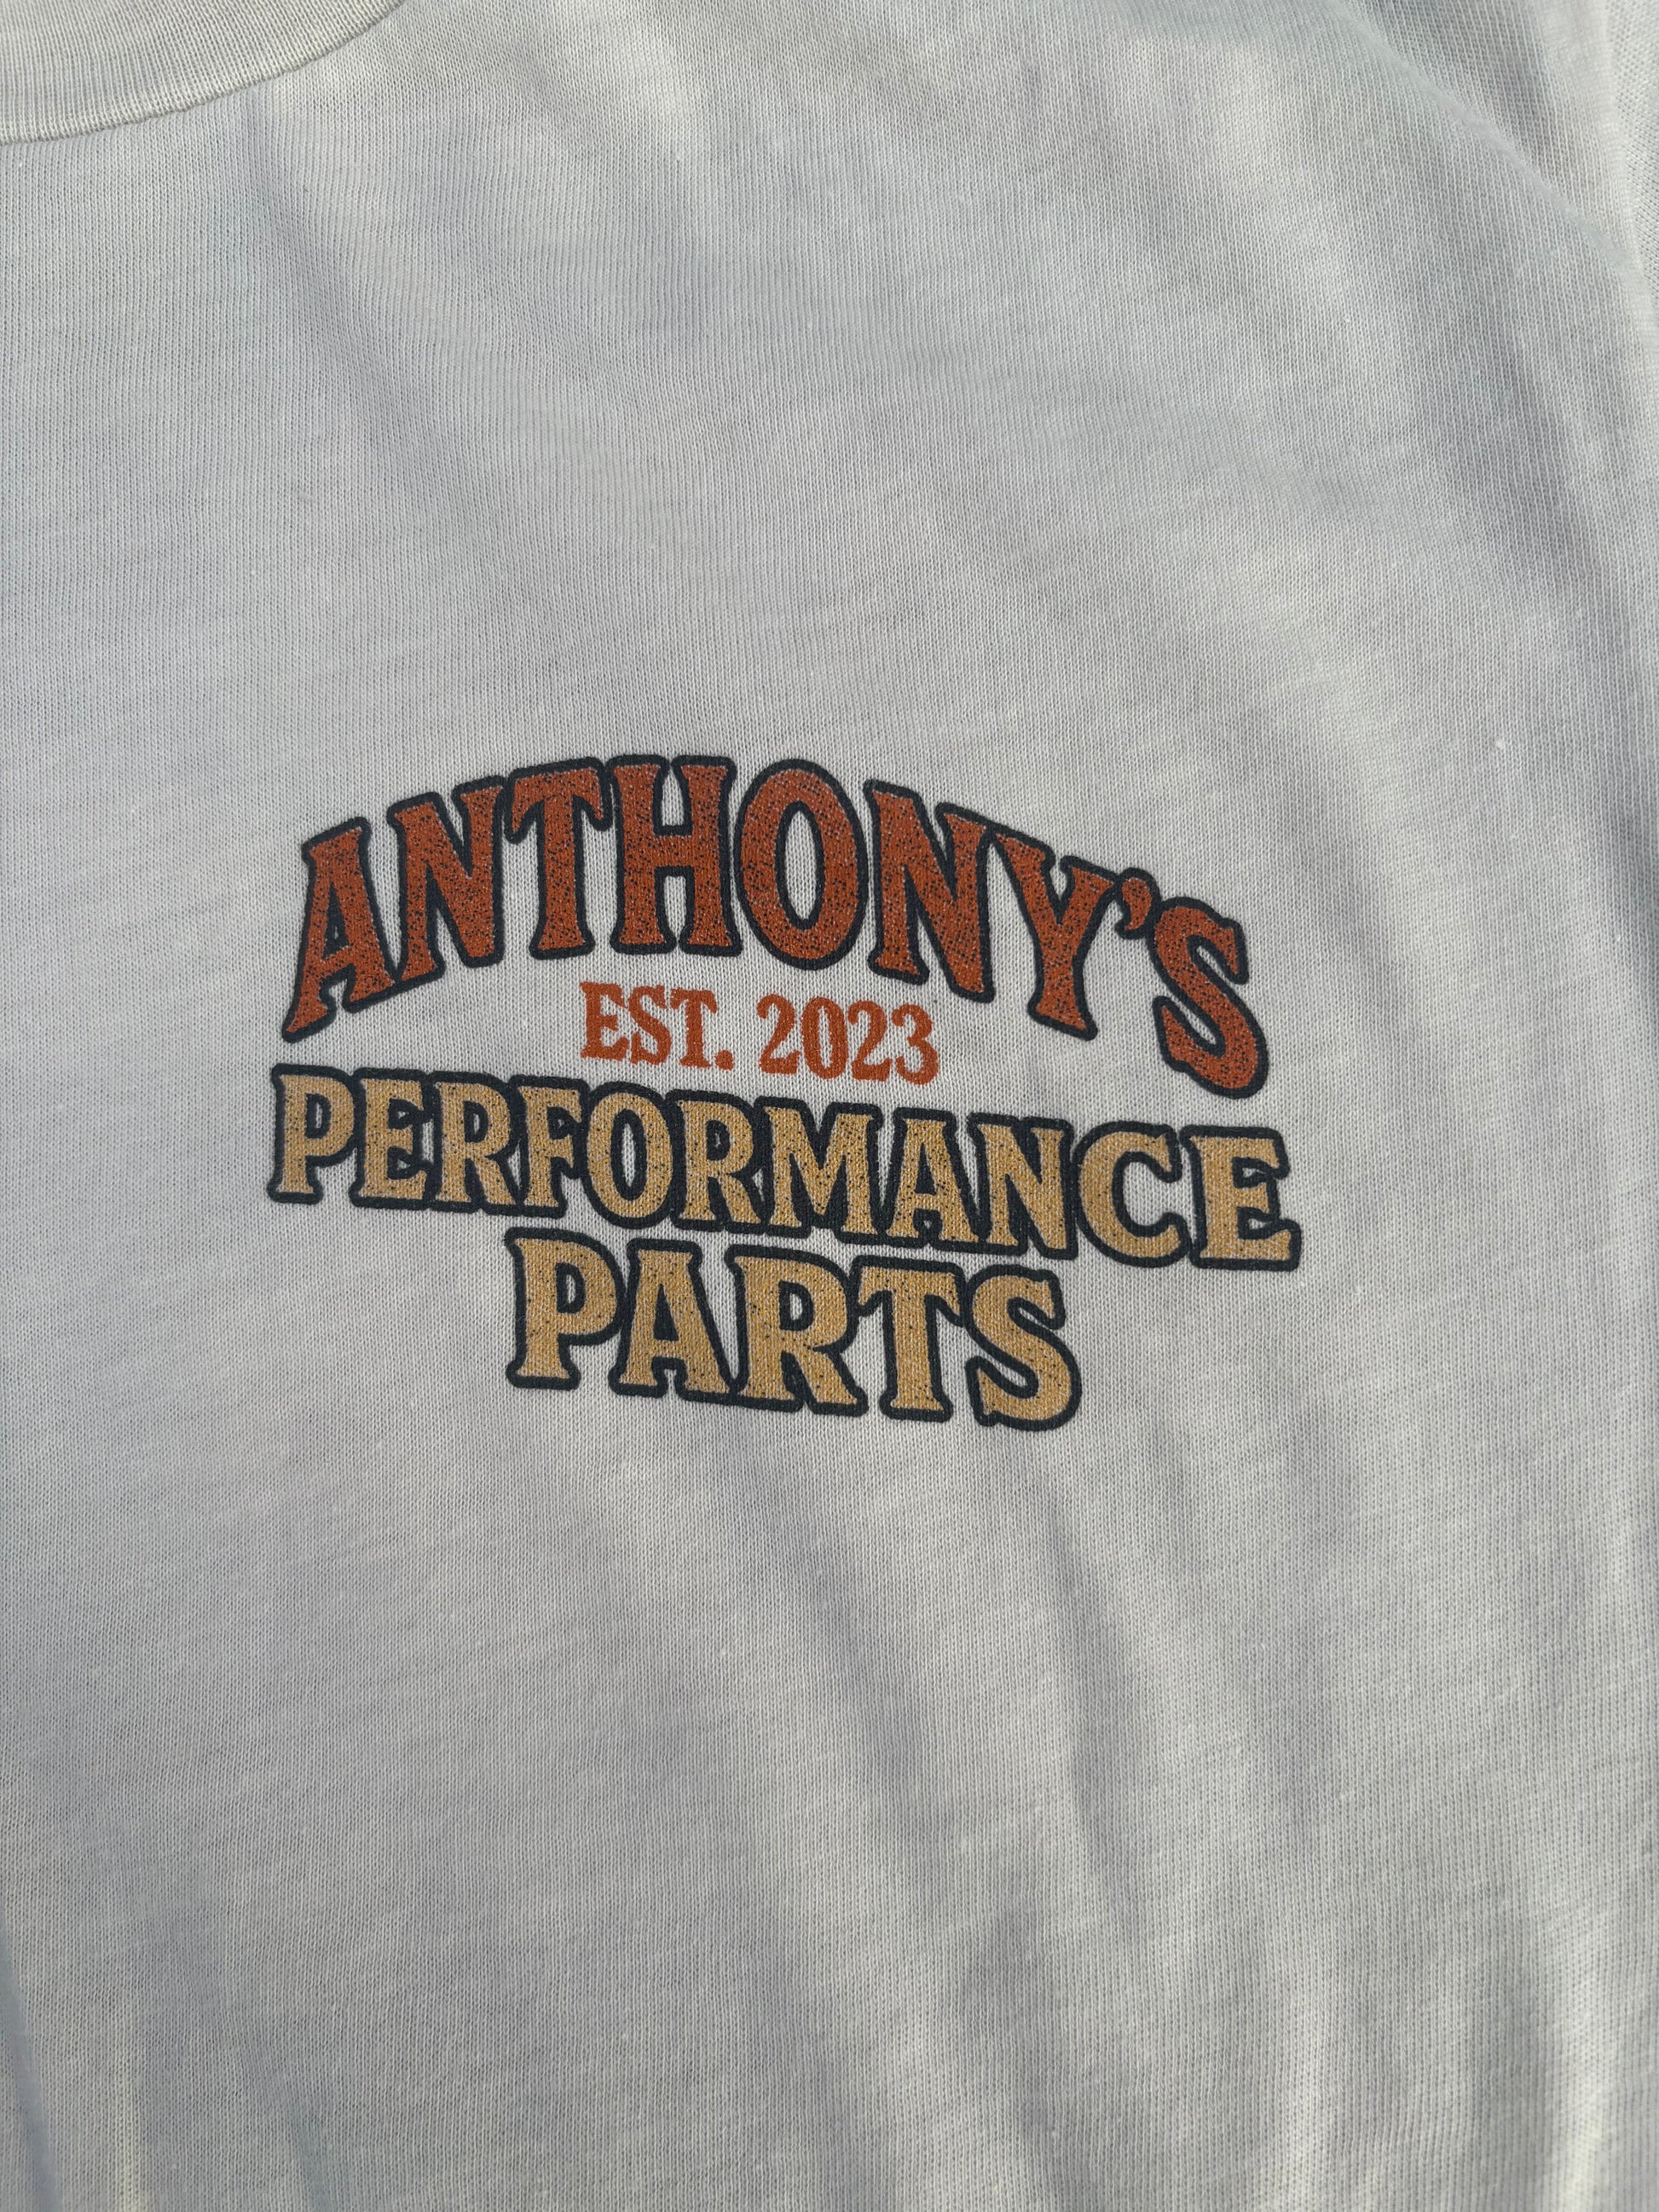 ANTHONY'S
EST. 2023
PERFORMANCE
PARTS